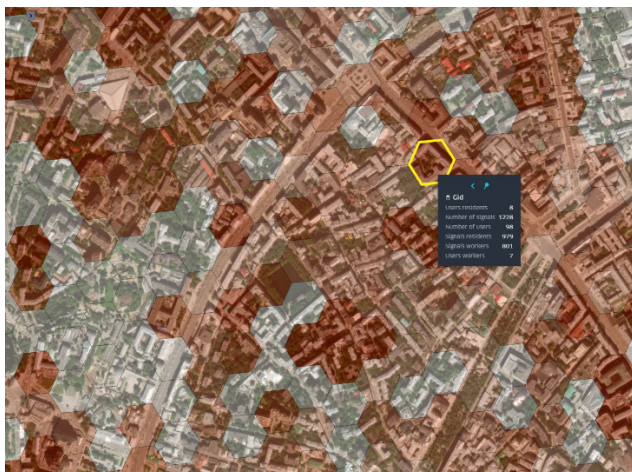 Gid
Users residents 8
Number of signals 1228
Number of users 98
Signals residents 979
Signals workers 801
Users workers 7